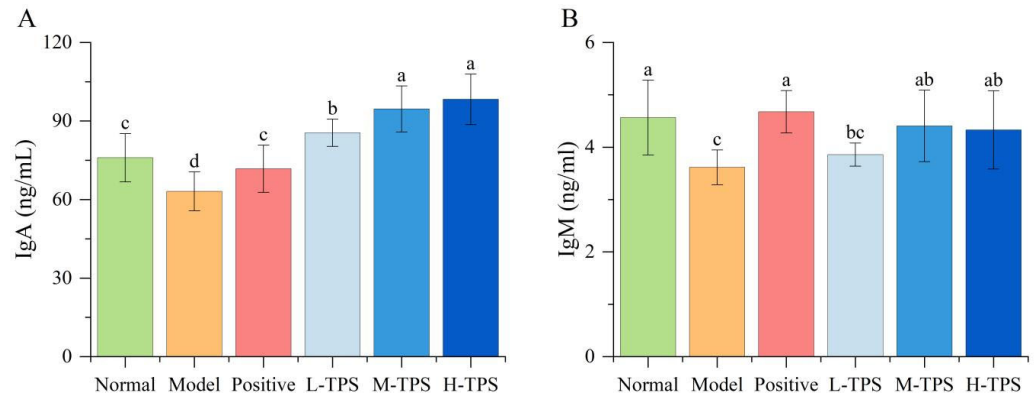 A
IgA (ng/mL)
120
90
60
30
0
c
d
c
b
a
a
Normal
Model
Positive
L-TPS
M-TPS
H-TPS
B
IgM (ng/ml)
6
4
2
0
a
c
a
bc
ab
ab
Normal
Model
Positive
L-TPS
M-TPS
H-TPS